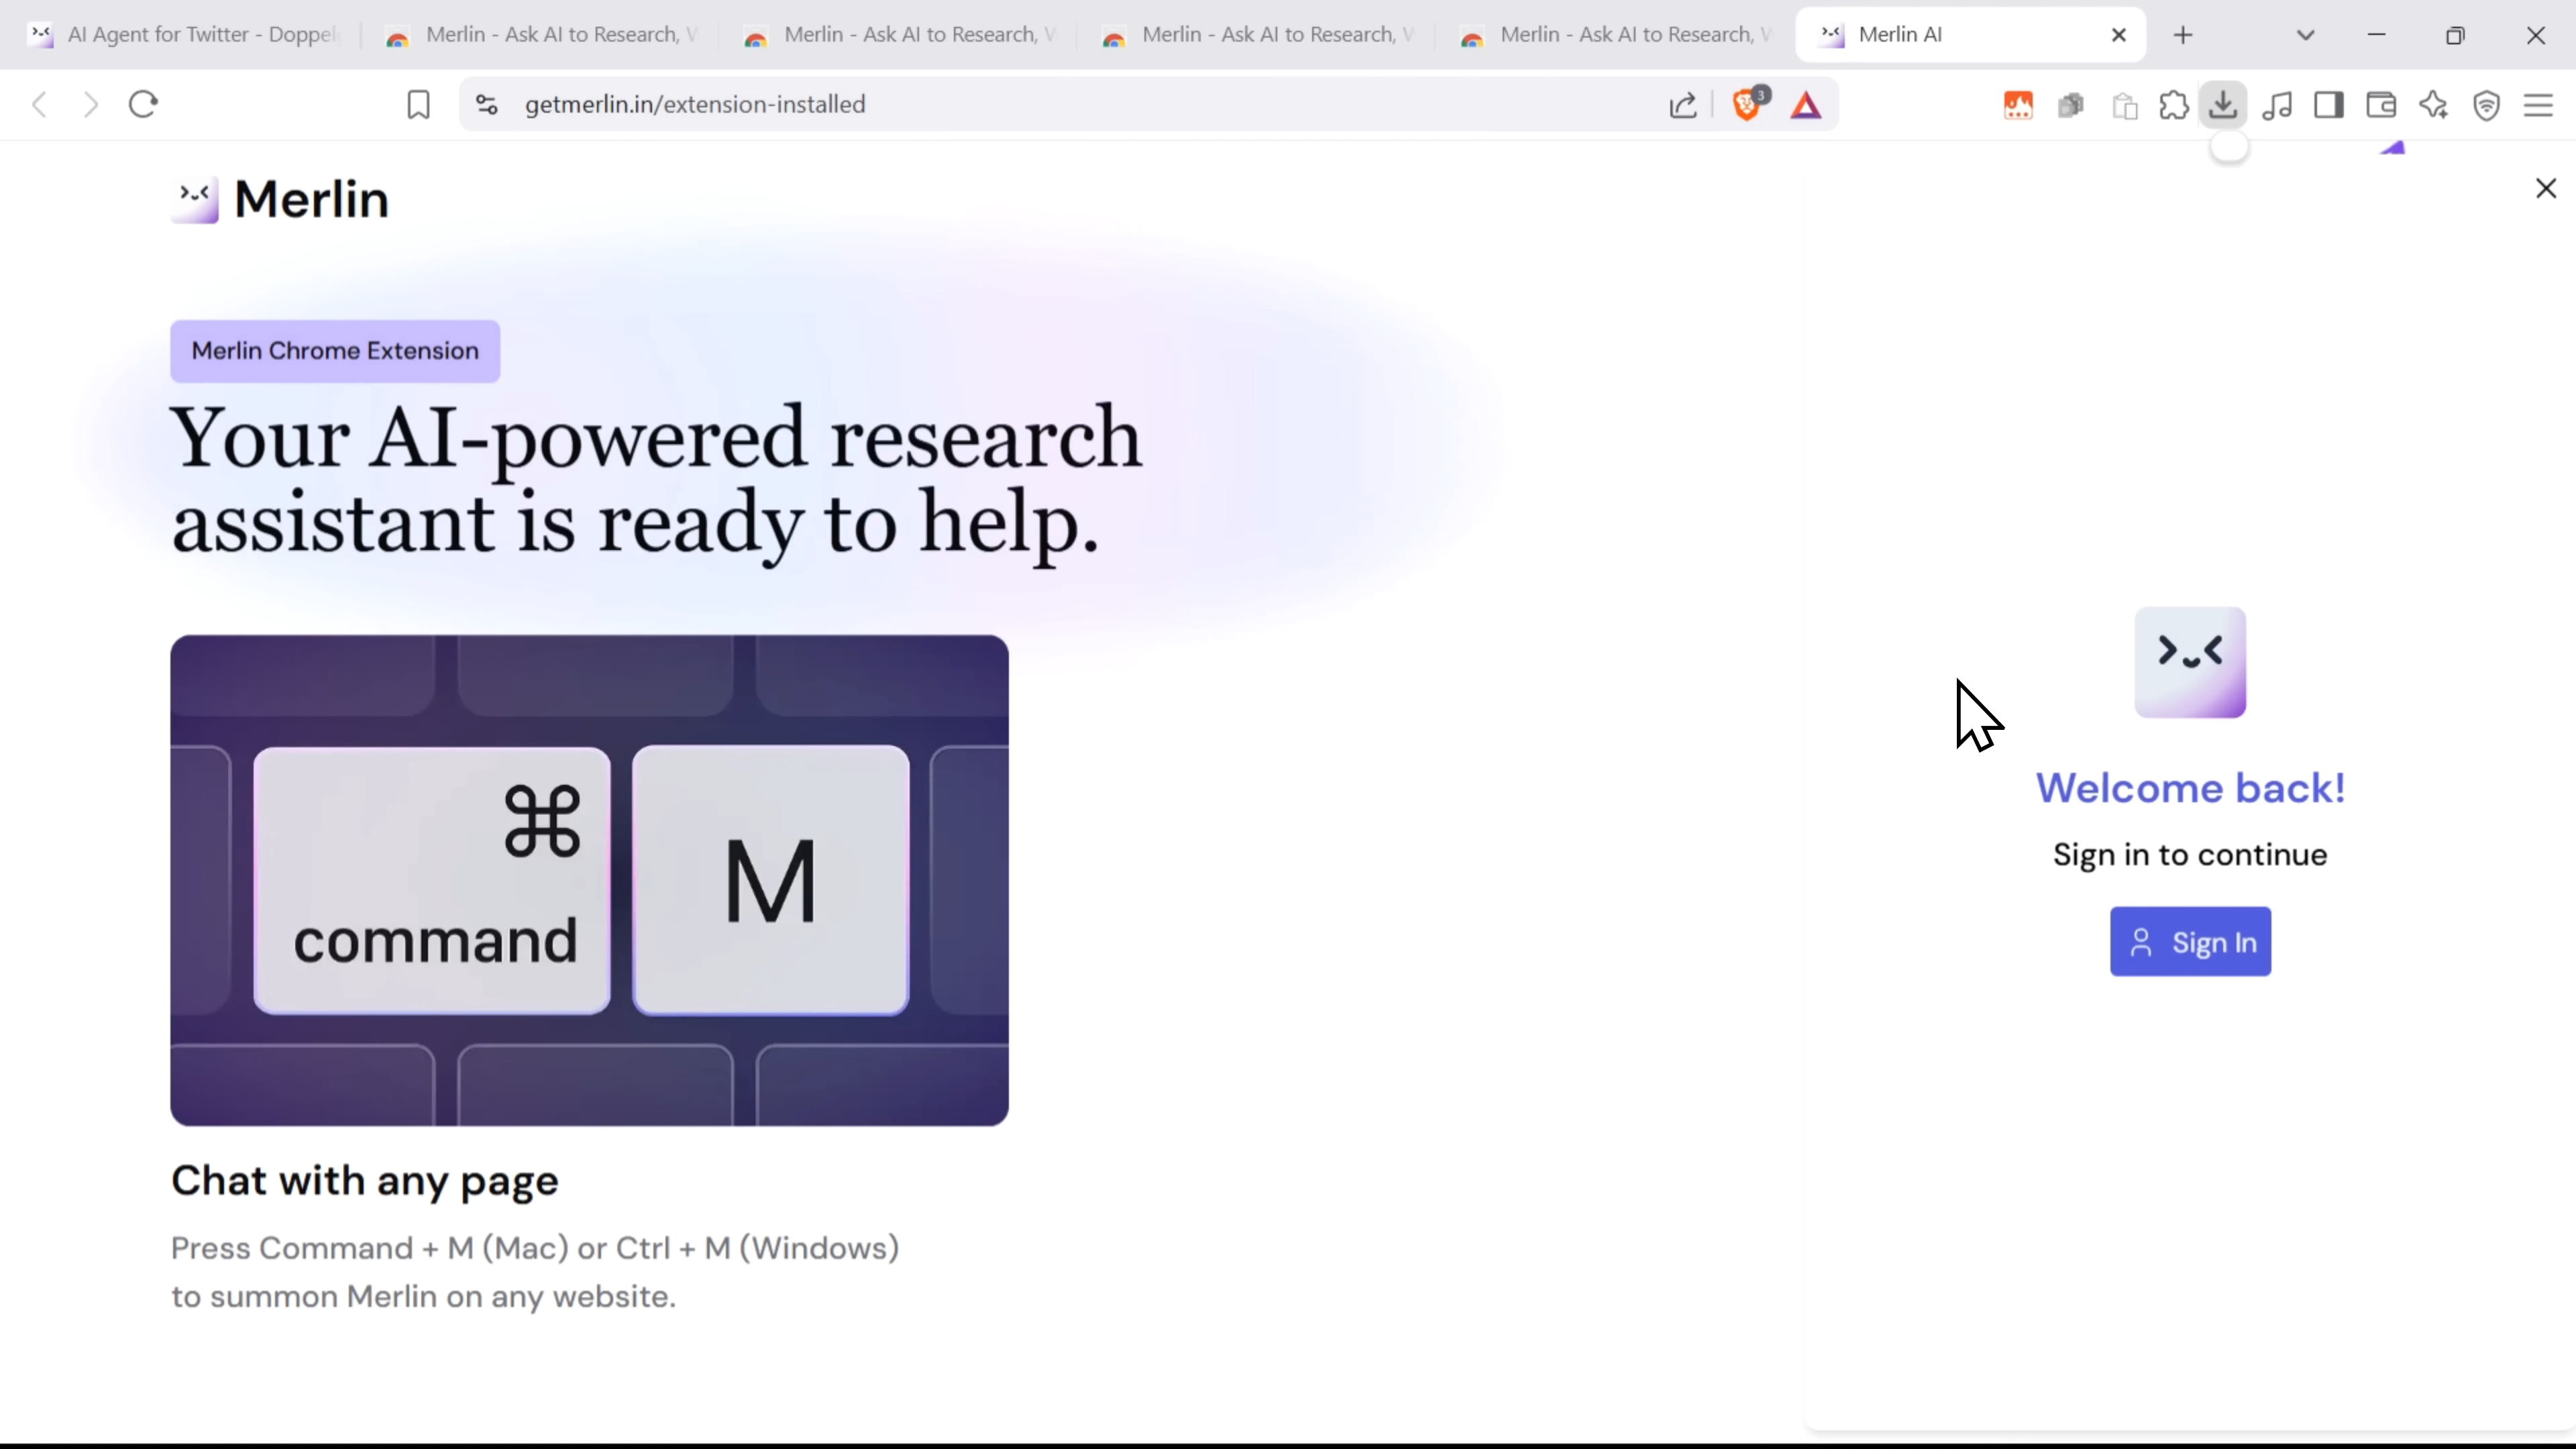 AI Agent for Twitter - Doppel
Merlin - Ask AI to Research,
Merlin - Ask AI to Research,
Merlin - Ask AI to Research,
Merlin - Ask AI to Research,
Merlin AI
getmerlin.in/extension-installed
3
Merlin
Merlin Chrome Extension
Your AI-powered research
assistant is ready to help.
⌘
command
M
Chat with any page
Press Command + M (Mac) or Ctrl + M (Windows)
to summon Merlin on any website.
Welcome back!
Sign in to continue
Sign In